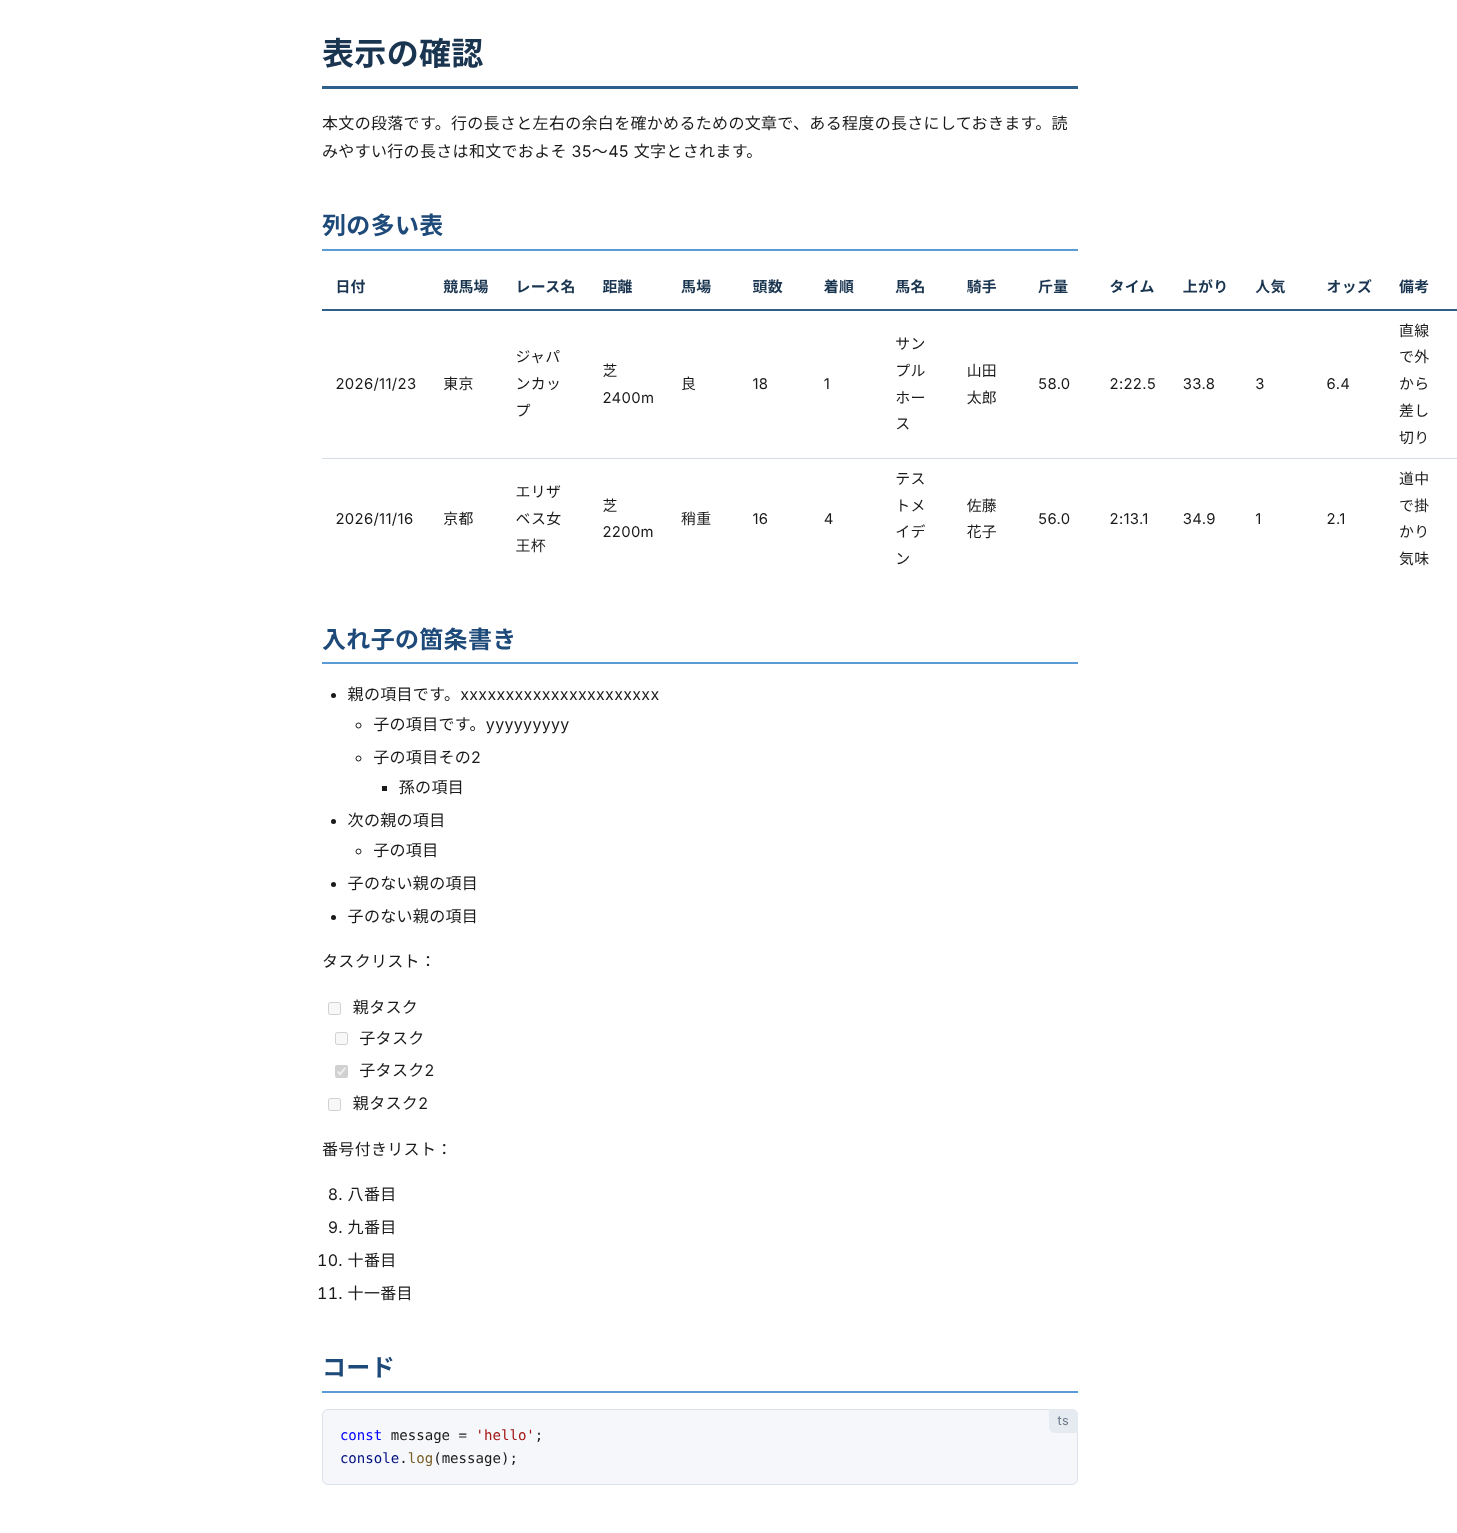 表示の確認
本文の段落です。行の長さと左右の余白を確かめるための文章で、ある程度の長さにしておきます。読
みやすい行の長さは和文でおよそ 35〜45 文字とされます。
列の多い表
日付 競馬場 レース名 距離 馬場 頭数 着順 馬名 騎手 斤量 タイム 上がり 人気 オッズ 備考
2026/11/23 東京 ジャパンカップ 芝 2400m 良 18 1 サンプルホース 山田太郎 58.0 2:22.5 33.8 3 6.4 直線で外から差し切り
2026/11/16 京都 エリザベス女王杯 芝 2200m 稍重 16 4 テストメイデン 佐藤花子 56.0 2:13.1 34.9 1 2.1 道中で掛かり気味
入れ子の箇条書き
親の項目です。xxxxxxxxxxxxxxxxxxxxxx
子の項目です。yyyyyyyyy
子の項目その2
孫の項目
次の親の項目
子の項目
子のない親の項目
子のない親の項目
タスクリスト：
親タスク
子タスク
子タスク2
親タスク2
番号付きリスト：
8. 八番目
9. 九番目
10. 十番目
11. 十一番目
コード
ts
const message = 'hello';
console.log(message);